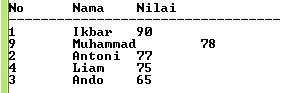 No Nama Nilai
------------------------------------
1 Ikbar 90
9 Muhammad 78
2 Antoni 77
4 Liam 75
3 Ando 65